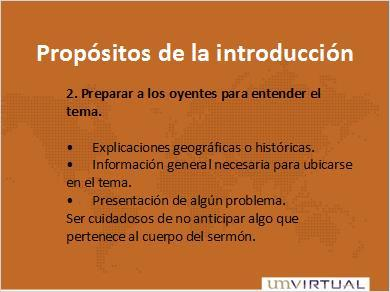 Propósitos de la introducción
2. Preparar a los oyentes para entender el
tema.
• Explicaciones geográficas o históricas.
• Información general necesaria para ubicarse
en el tema.
• Presentación de algún problema.
Ser cuidadosos de no anticipar algo que
pertenece al cuerpo del sermón.
umVIRTUAL